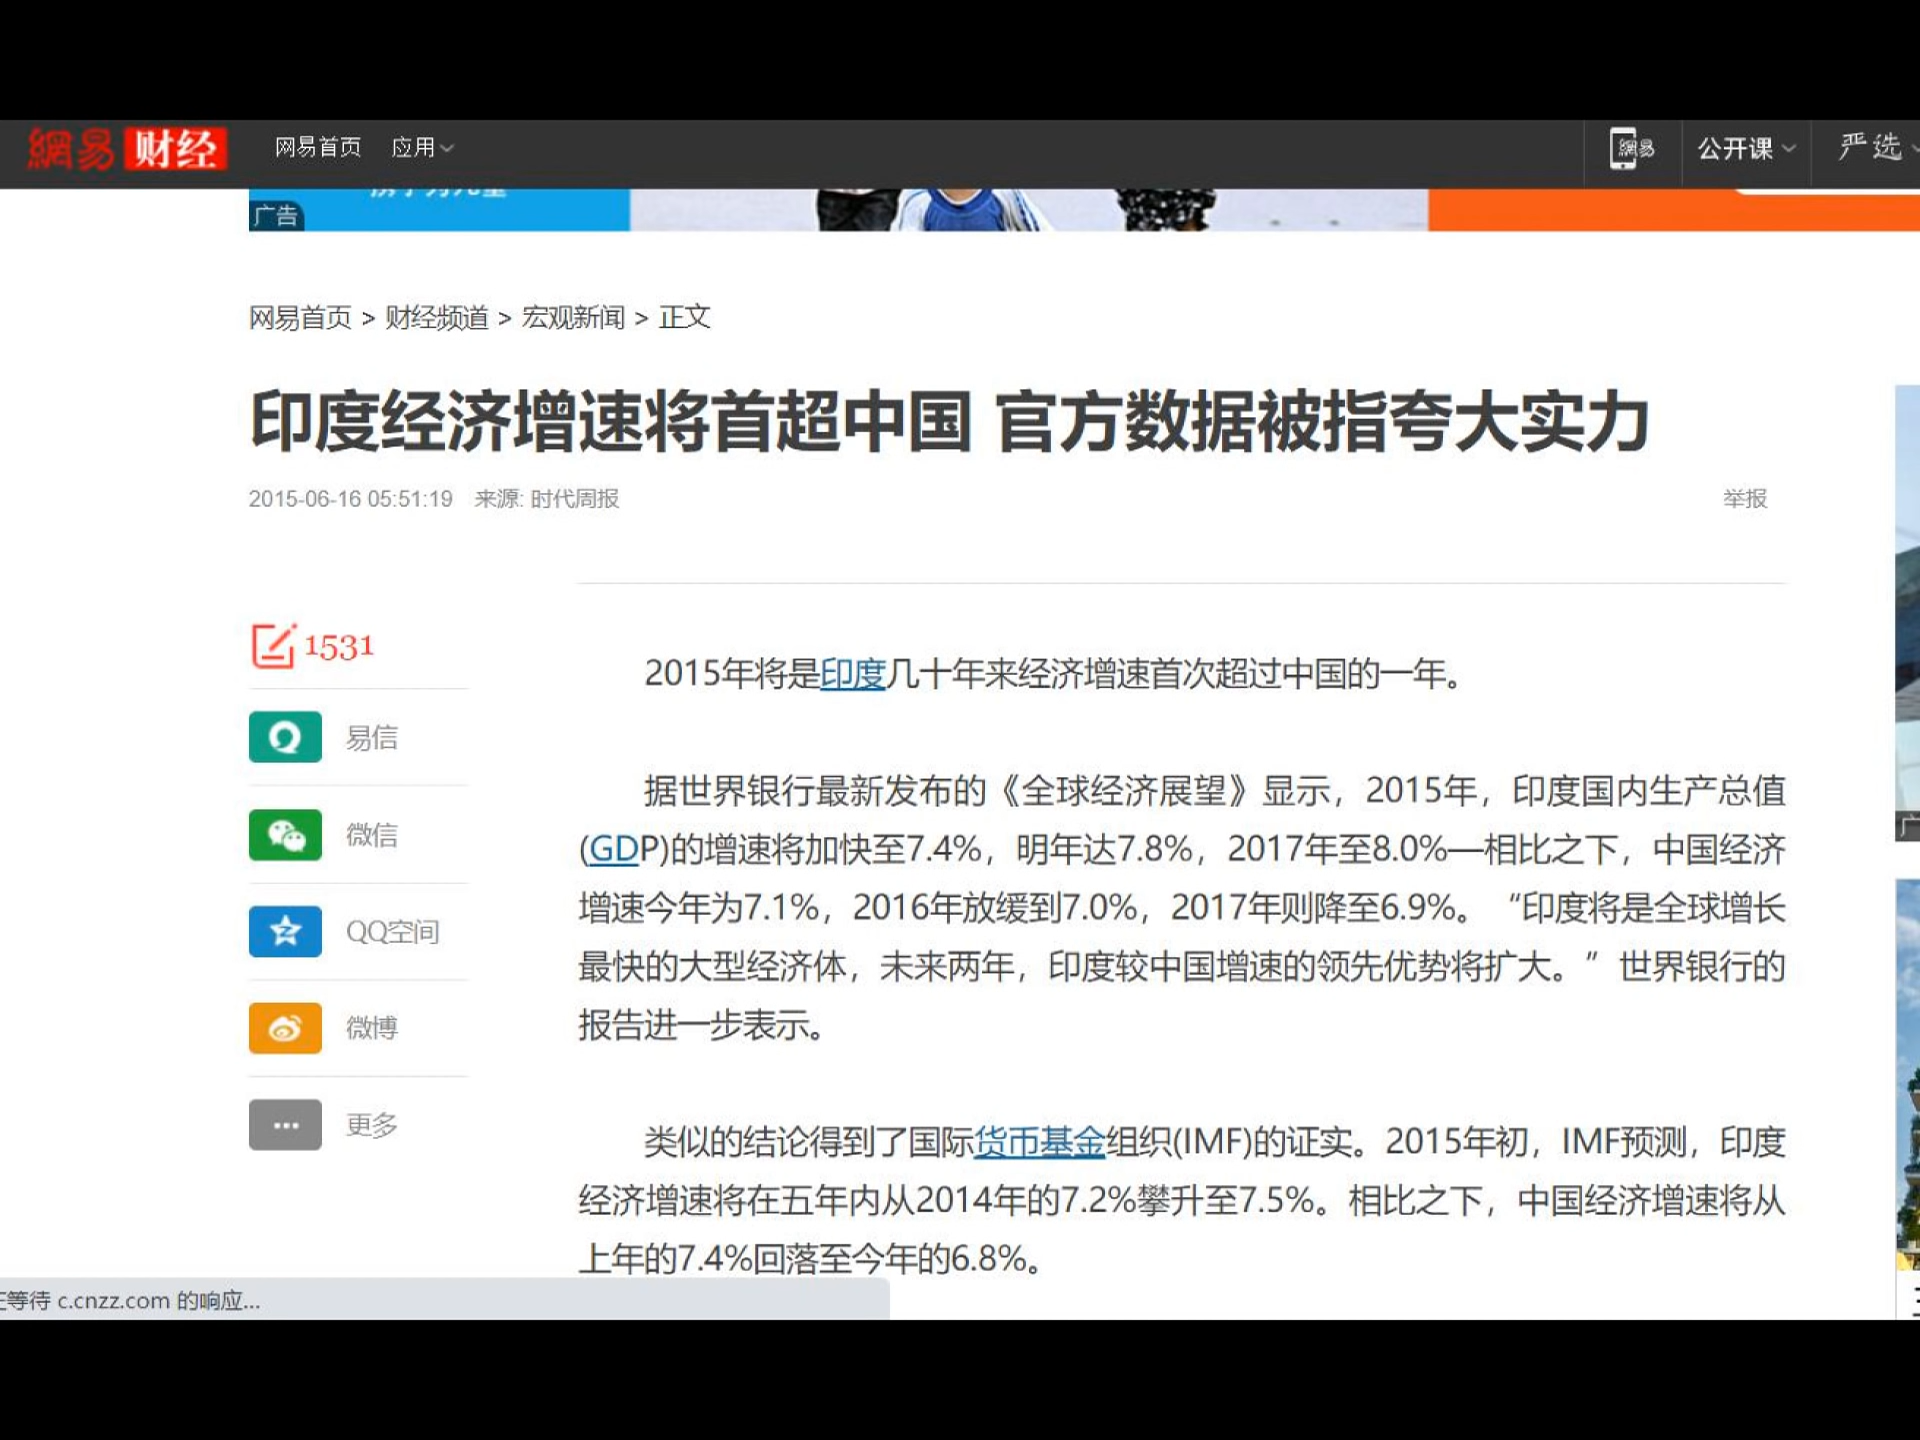 網易 财经
网易首页 应用
網易
公开课
严选
广告
网易首页 > 财经频道 > 宏观新闻 > 正文
印度经济增速将首超中国 官方数据被指夸大实力
2015-06-16 05:51:19 来源: 时代周报
举报
1531
易信
微信
QQ空间
微博
更多
2015年将是印度几十年来经济增速首次超过中国的一年。
据世界银行最新发布的《全球经济展望》显示，2015年，印度国内生产总值
(GDP)的增速将加快至7.4%，明年达7.8%，2017年至8.0%—相比之下，中国经济
增速今年为7.1%，2016年放缓到7.0%，2017年则降至6.9%。“印度将是全球增长
最快的大型经济体，未来两年，印度较中国增速的领先优势将扩大。”世界银行的
报告进一步表示。
类似的结论得到了国际货币基金组织(IMF)的证实。2015年初，IMF预测，印度
经济增速将在五年内从2014年的7.2%攀升至7.5%。相比之下，中国经济增速将从
上年的7.4%回落至今年的6.8%。
等待 c.cnzz.com 的响应...